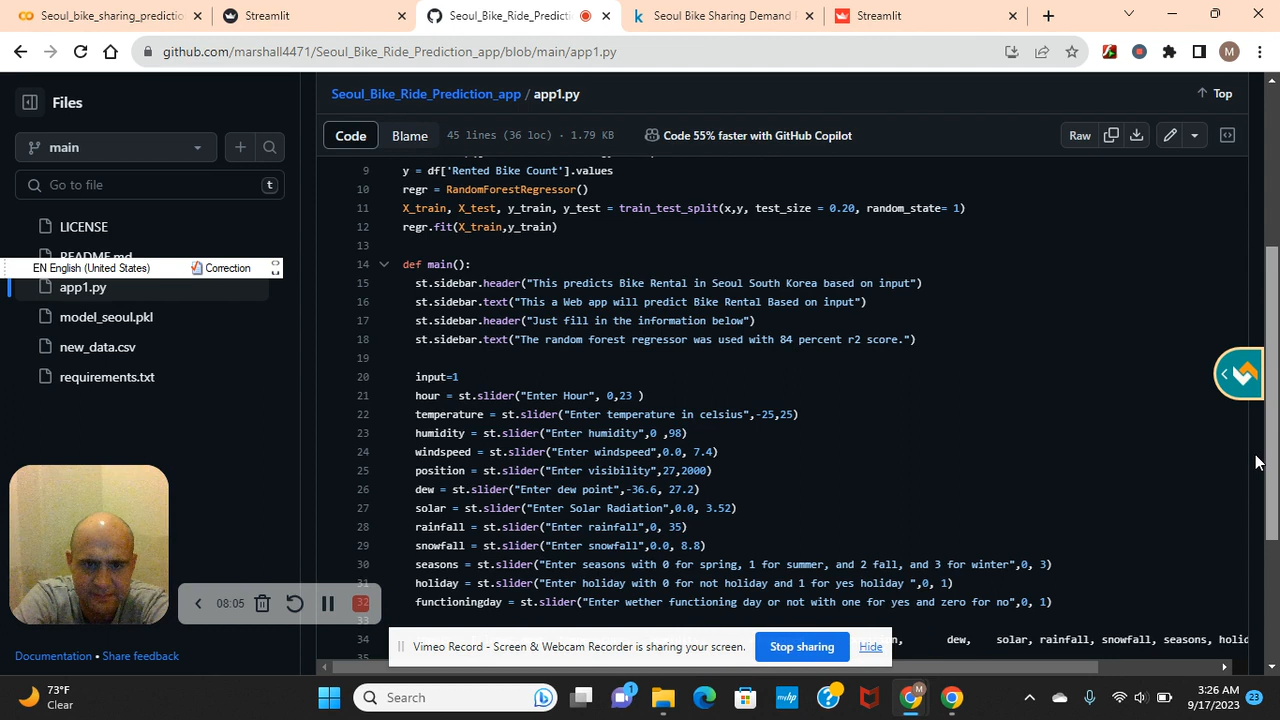 Seoul_bike_sharing_predictio
Streamlit
Seoul_Bike_Ride_Predicti
Seoul Bike Sharing Demand
Streamlit
github.com/marshall4471/Seoul_Bike_Ride_Prediction_app/blob/main/app1.py
M
Files
Seoul_Bike_Ride_Prediction_app / app1.py
Top
main
Code
Blame
45 lines (36 loc) · 1.79 KB
Code 55% faster with GitHub Copilot
Raw
Go to file
t
LICENSE
README.md
EN English (United States)
Correction
app1.py
model_seoul.pkl
new_data.csv
requirements.txt
9 y = df['Rented Bike Count'].values
10 regr = RandomForestRegressor()
11 X_train, X_test, y_train, y_test = train_test_split(x,y, test_size = 0.20, random_state= 1)
12 regr.fit(X_train,y_train)
13
14 def main():
15 st.sidebar.header("This predicts Bike Rental in Seoul South Korea based on input")
16 st.sidebar.text("This a Web app will predict Bike Rental Based on input")
17 st.sidebar.header("Just fill in the information below")
18 st.sidebar.text("The random forest regressor was used with 84 percent r2 score.")
19
20 input=1
21 hour = st.slider("Enter Hour", 0,23 )
22 temperature = st.slider("Enter temperature in celsius",-25,25)
23 humidity = st.slider("Enter humidity",0 ,98)
24 windspeed = st.slider("Enter windspeed",0.0, 7.4)
25 position = st.slider("Enter visibility",27,2000)
26 dew = st.slider("Enter dew point",-36.6, 27.2)
27 solar = st.slider("Enter Solar Radiation",0.0, 3.52)
28 rainfall = st.slider("Enter rainfall",0, 35)
29 snowfall = st.slider("Enter snowfall",0.0, 8.8)
30 seasons = st.slider("Enter seasons with 0 for spring, 1 for summer, and 2 fall, and 3 for winter",0, 3)
31 holiday = st.slider("Enter holiday with 0 for not holiday and 1 for yes holiday ",0, 1)
32 functioningday = st.slider("Enter wether functioning day or not with one for yes and zero for no",0, 1)
34 dew, solar, rainfall, snowfall, seasons, holid
08:05
Vimeo Record - Screen & Webcam Recorder is sharing your screen.
Stop sharing
Hide
Documentation • Share feedback
73°F
Clear
Search
1
M
3:26 AM
9/17/2023
23